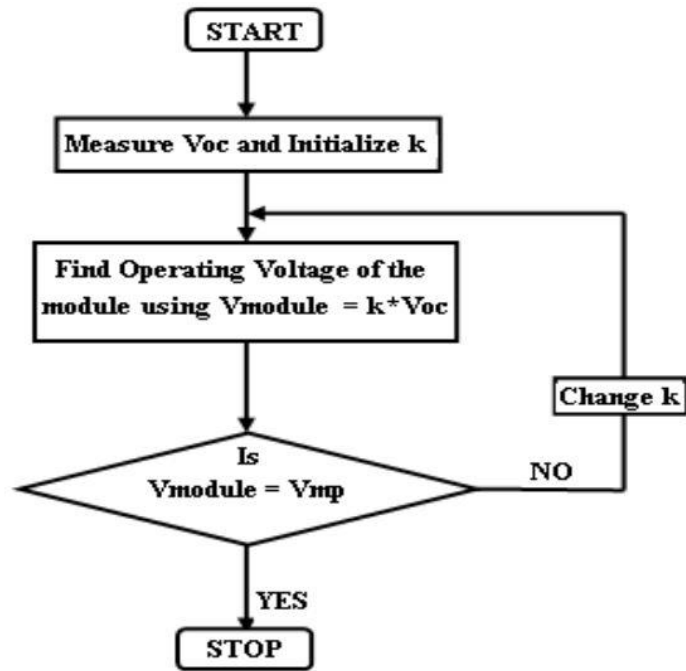 START
Measure Voc and Initialize k
Find Operating Voltage of the
module using Vmodule = k*Voc
Change k
Is
Vmodule = Vmp
NO
YES
STOP